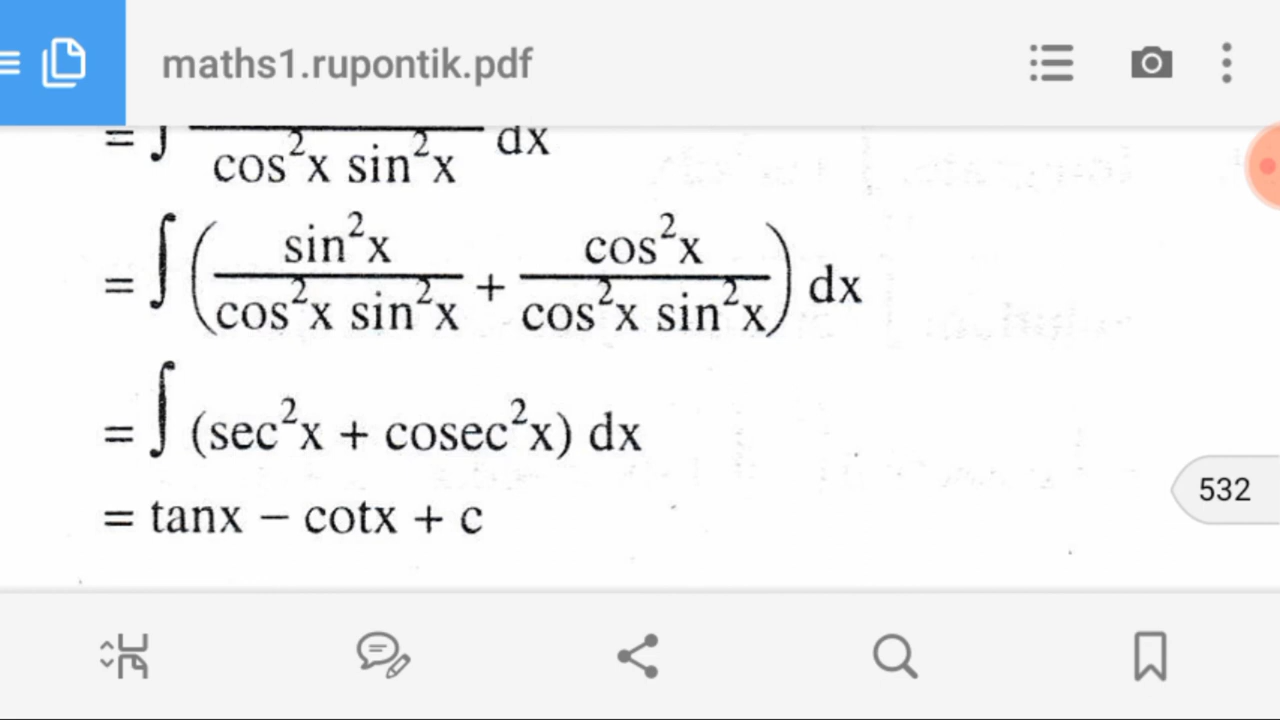 maths1.rupontik.pdf
= ∫ ———— dx
cos²x sin²x
= ∫ ( sin²x / cos²x sin²x + cos²x / cos²x sin²x ) dx
= ∫ (sec²x + cosec²x) dx
532
= tanx − cotx + c